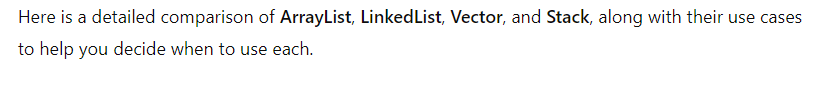 Here is a detailed comparison of ArrayList, LinkedList, Vector, and Stack, along with their use cases
to help you decide when to use each.